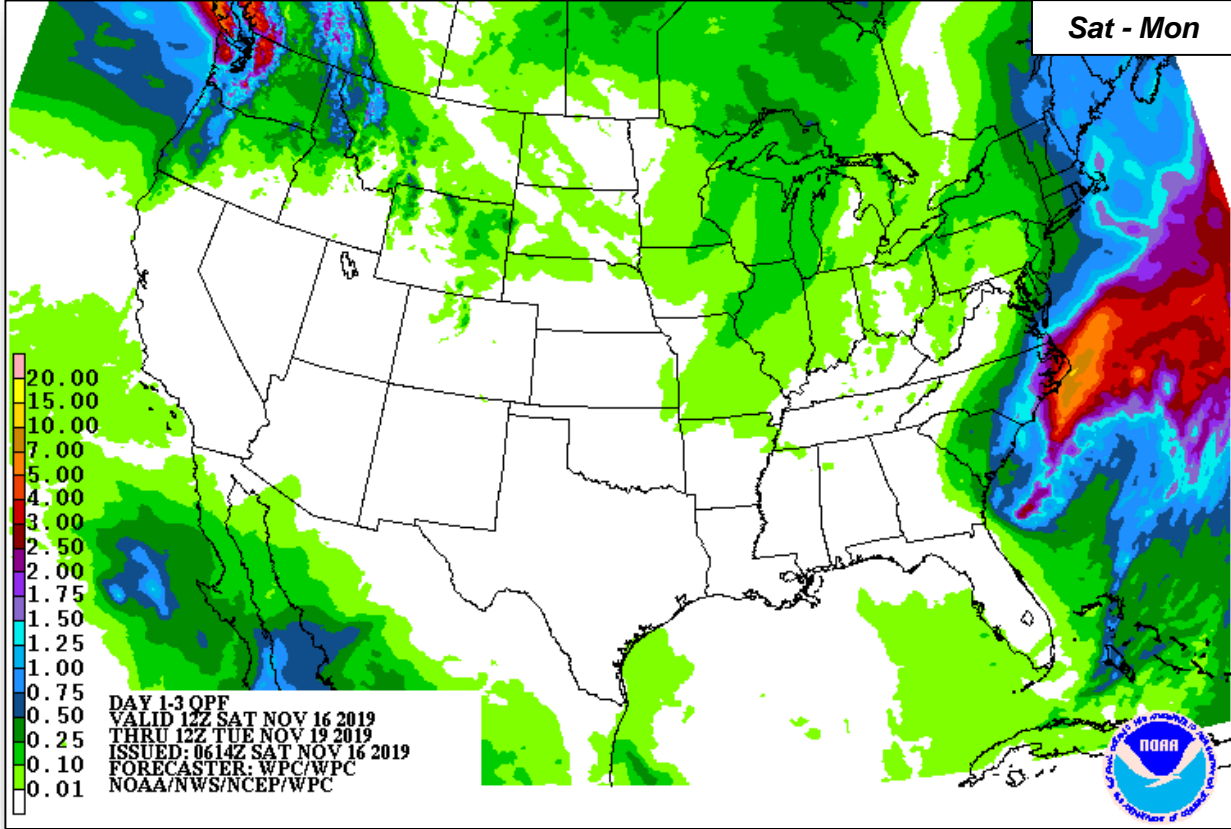 Sat - Mon
20.00
15.00
10.00
7.00
5.00
4.00
3.00
2.50
2.00
1.75
1.50
1.25
1.00
0.75
0.50
0.25
0.10
0.01
DAY 1-3 QPF
VALID 12Z SAT NOV 16 2019
THRU 12Z TUE NOV 19 2019
ISSUED: 0614Z SAT NOV 16 2019
FORECASTER: WPC/WPC
NOAA/NWS/NCEP/WPC
NOAA